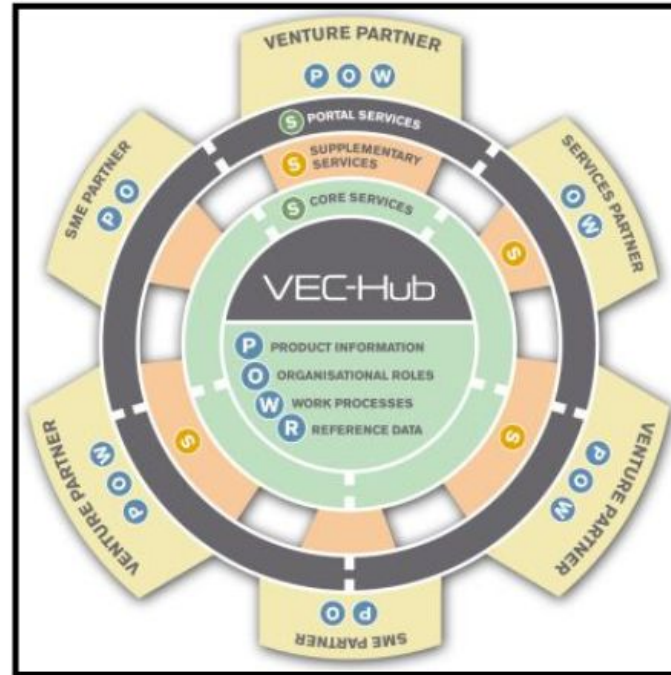 VENTURE PARTNER
P O W
S PORTAL SERVICES
S SUPPLEMENTARY
SERVICES
S CORE SERVICES
SME PARTNER
P O
SERVICES PARTNER
O W
S
VEC-Hub
P PRODUCT INFORMATION
O ORGANISATIONAL ROLES
W WORK PROCESSES
R REFERENCE DATA
S
S
VENTURE PARTNER
P O W
VENTURE PARTNER
P O W
SME PARTNER
P O